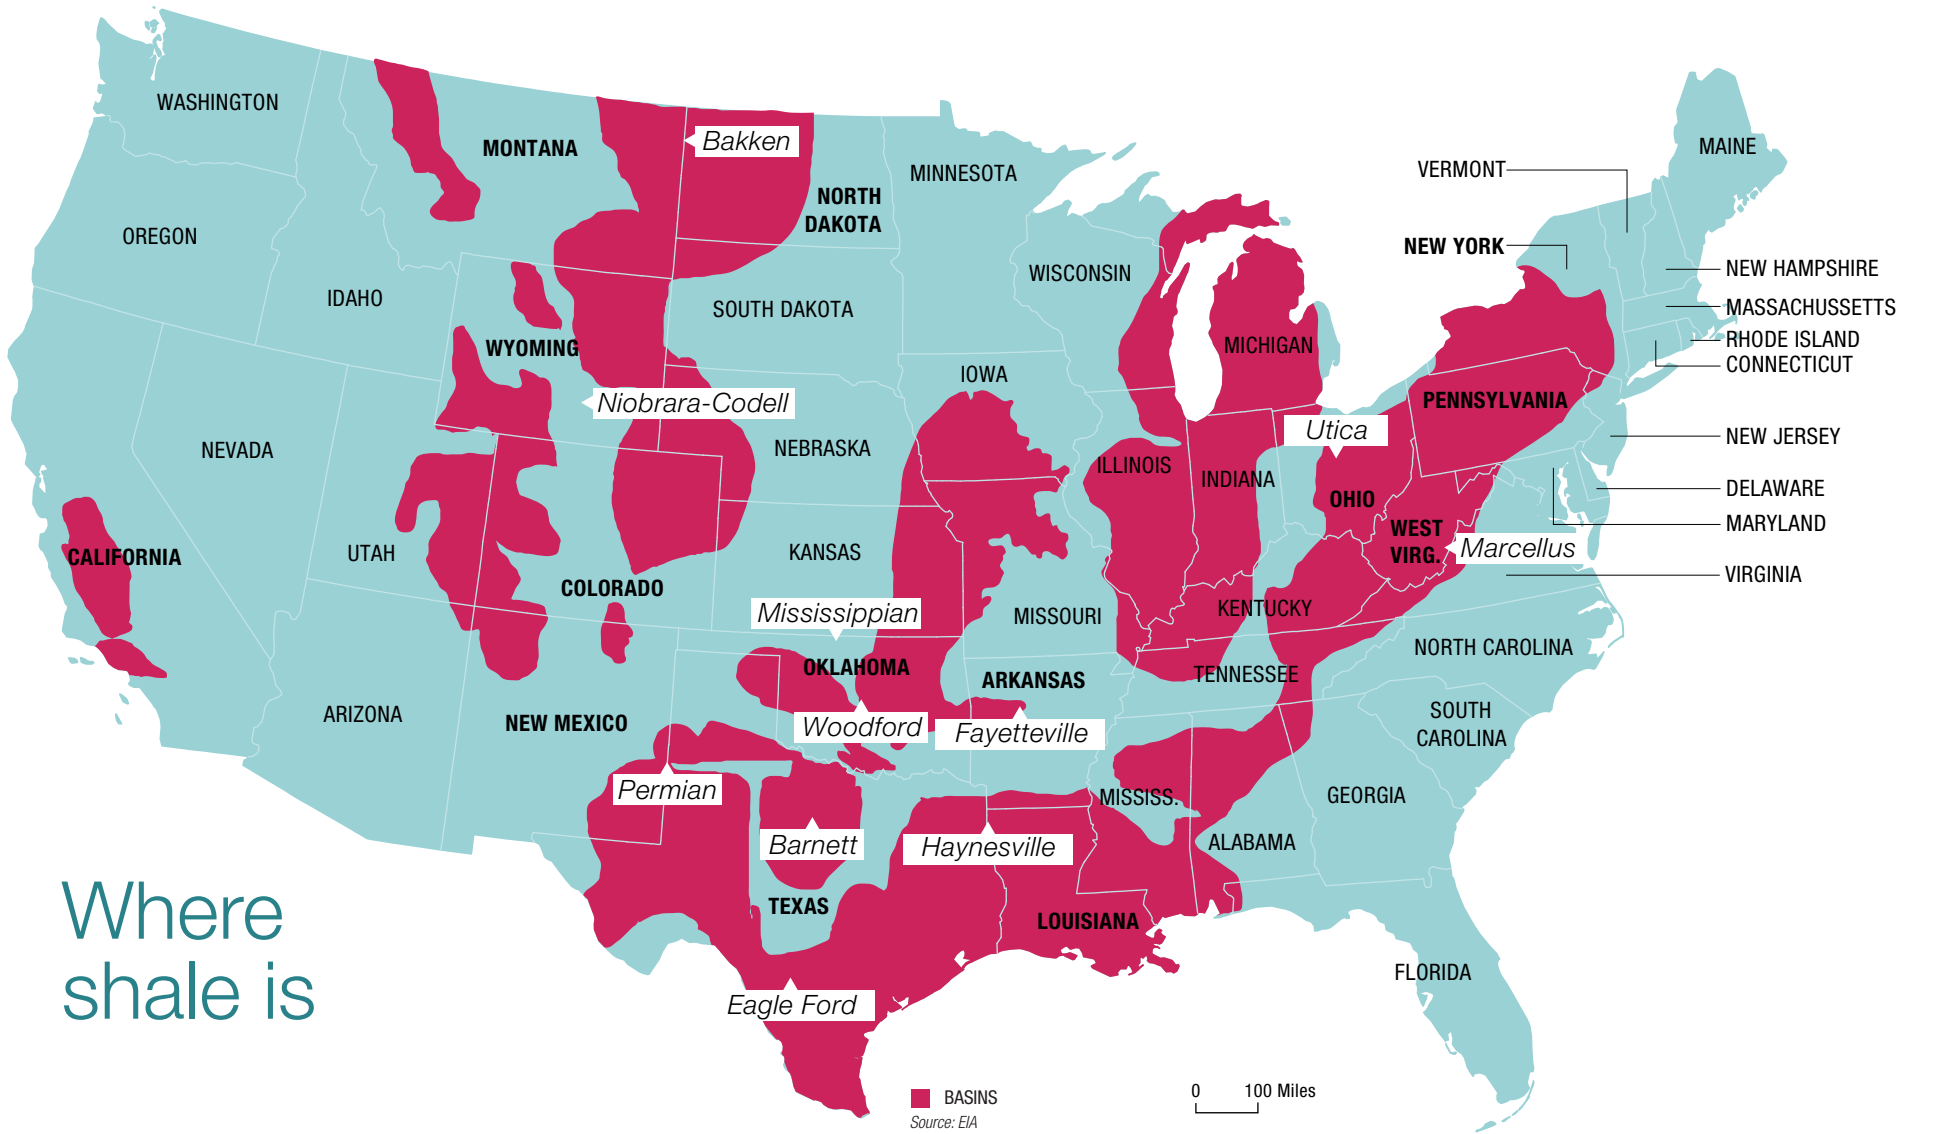 WASHINGTON
MONTANA
Bakken
NORTH
DAKOTA
MINNESOTA
MAINE
VERMONT
OREGON
NEW YORK
WISCONSIN
NEW HAMPSHIRE
IDAHO
SOUTH DAKOTA
MASSACHUSSETTS
WYOMING
MICHIGAN
RHODE ISLAND
CONNECTICUT
IOWA
Niobrara-Codell
PENNSYLVANIA
Utica
NEW JERSEY
NEVADA
NEBRASKA
ILLINOIS
INDIANA
OHIO
DELAWARE
WEST
VIRG.
MARYLAND
CALIFORNIA
UTAH
KANSAS
Marcellus
COLORADO
VIRGINIA
Mississippian
MISSOURI
KENTUCKY
NORTH CAROLINA
OKLAHOMA
ARKANSAS
TENNESSEE
ARIZONA
NEW MEXICO
Woodford
Fayetteville
SOUTH
CAROLINA
Permian
MISSISS.
GEORGIA
Barnett
Haynesville
ALABAMA
TEXAS
LOUISIANA
Where
shale is
FLORIDA
Eagle Ford
BASINS
Source: EIA
0 100 Miles